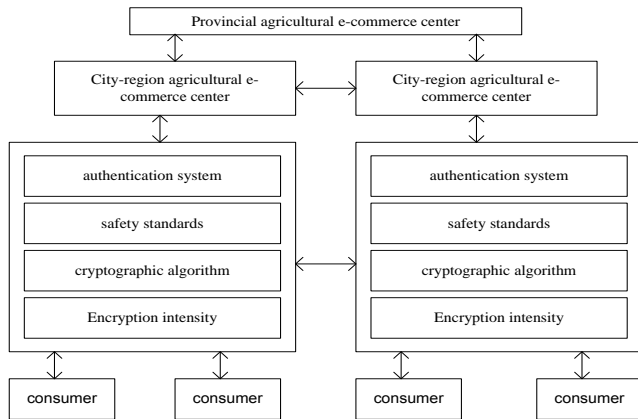 Provincial agricultural e-commerce center
City-region agricultural e-
commerce center
City-region agricultural e-
commerce center
authentication system
safety standards
cryptographic algorithm
Encryption intensity
authentication system
safety standards
cryptographic algorithm
Encryption intensity
consumer
consumer
consumer
consumer